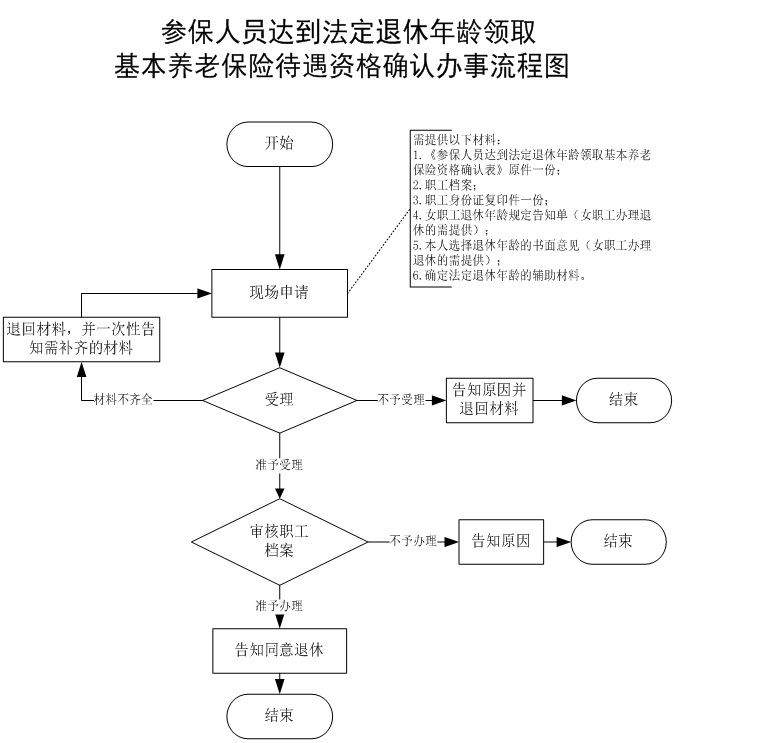 参保人员达到法定退休年龄领取
基本养老保险待遇资格确认办事流程图
开始
需提供以下材料：
1.《参保人员达到法定退休年龄领取基本养老
保险资格确认表》原件一份；
2.职工档案；
3.职工身份证复印件一份；
4.女职工退休年龄规定告知单（女职工办理退
休的需提供）；
5.本人选择退休年龄的书面意见（女职工办理
退休的需提供）；
6.确定法定退休年龄的辅助材料。
现场申请
退回材料，并一次性告
知需补齐的材料
材料不齐全
受理
不予受理
告知原因并
退回材料
结束
准予受理
审核职工
档案
不予办理
告知原因
结束
准予办理
告知同意退休
结束